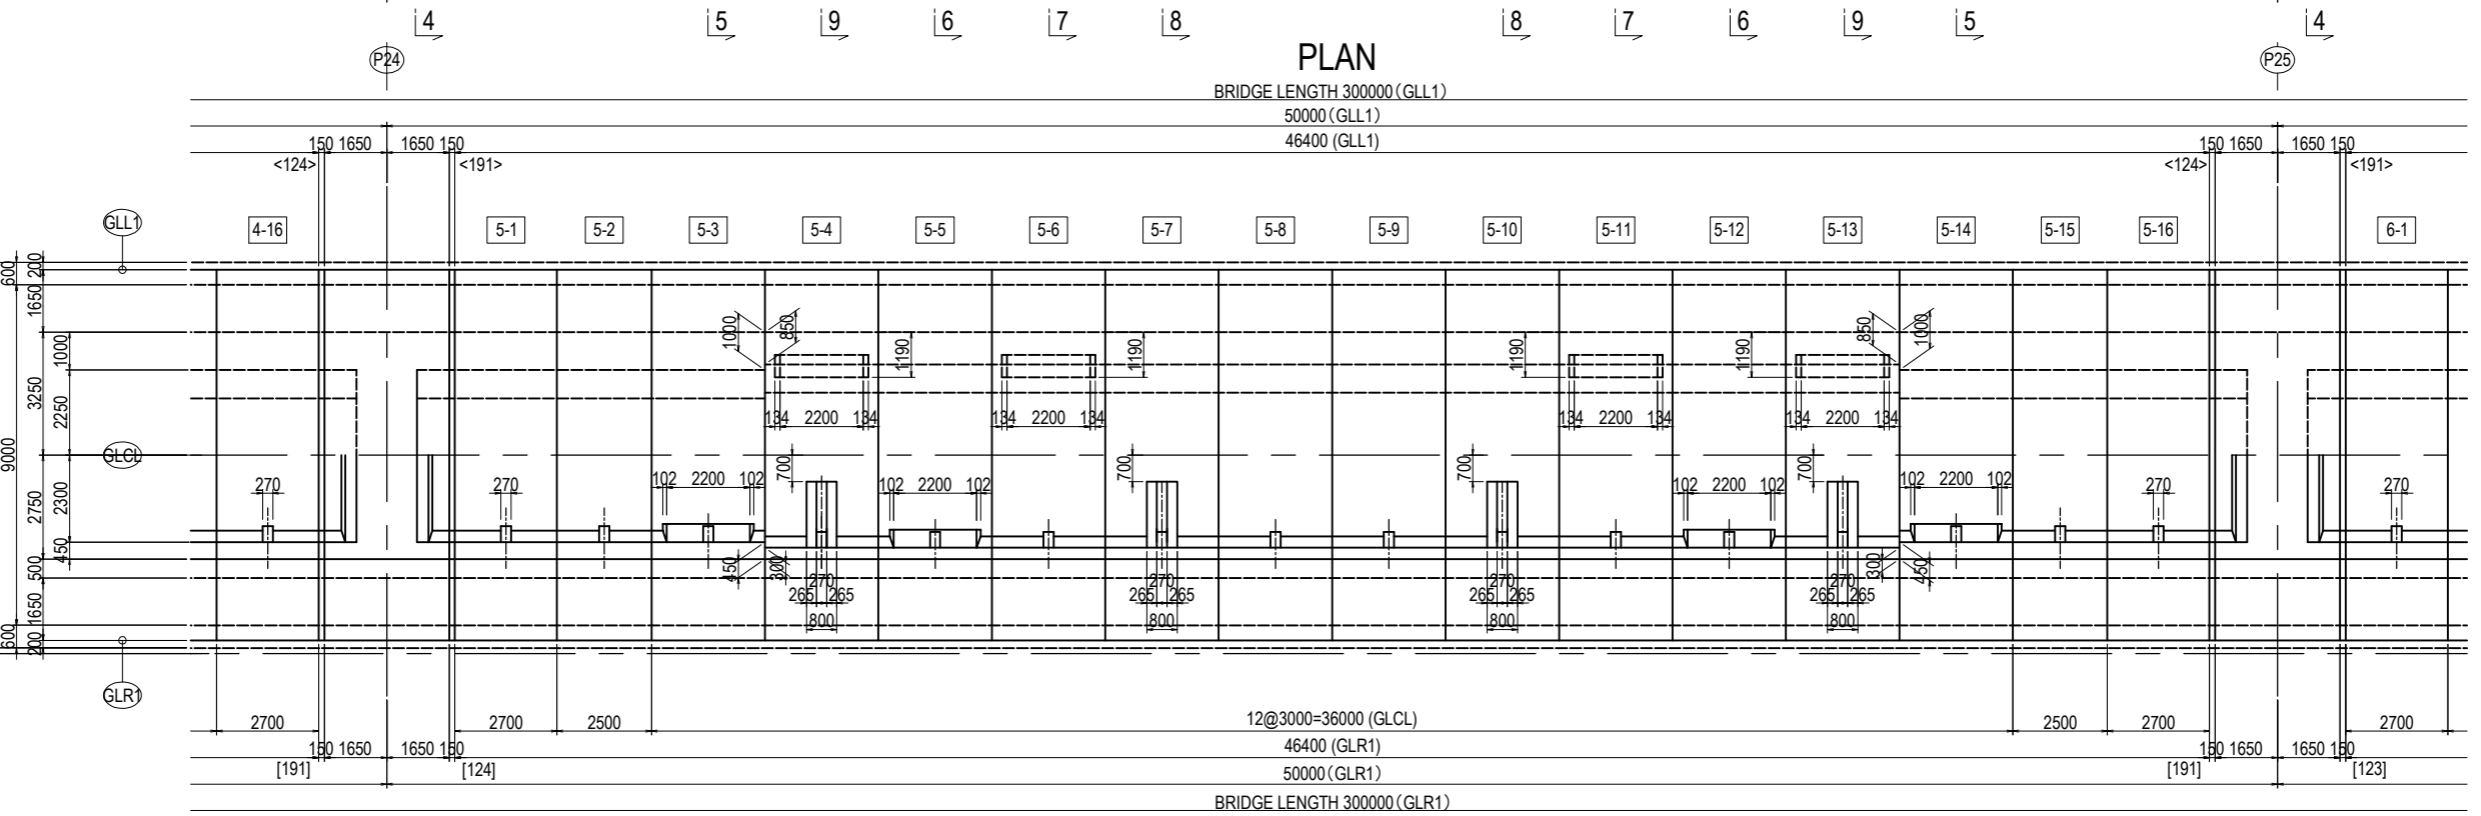 4 5 9 6 7 8 8 7 6 9 5 4
P24 PLAN P25
BRIDGE LENGTH 300000(GLL1)
50000(GLL1)
150 1650 1650 150 46400 (GLL1) 150 1650 1650 150
<124> <191> <124> <191>
GLL1 4-16 5-1 5-2 5-3 5-4 5-5 5-6 5-7 5-8 5-9 5-10 5-11 5-12 5-13 5-14 5-15 5-16 6-1
600 200
1650
1000 850 1190 1190 1190 1190 850 1000
1000
3250 2250
134 2200 134 134 2200 134 134 2200 134 134 2200 134
9000 GLCL
700 700 700 700
270 270 102 2200 102 102 2200 102 102 2200 102 102 2200 102 270 270
2750 2300
450
500 450 300 300 450
270 270 270 270
265 265 265 265 265 265 265 265
1650
800 800 800 800
600 200
GLR1
2700 2700 2500 12@3000=36000 (GLCL) 2500 2700 2700
150 1650 1650 150 46400 (GLR1) 150 1650 1650 150
[191] [124] [191] [123]
50000(GLR1)
BRIDGE LENGTH 300000(GLR1)